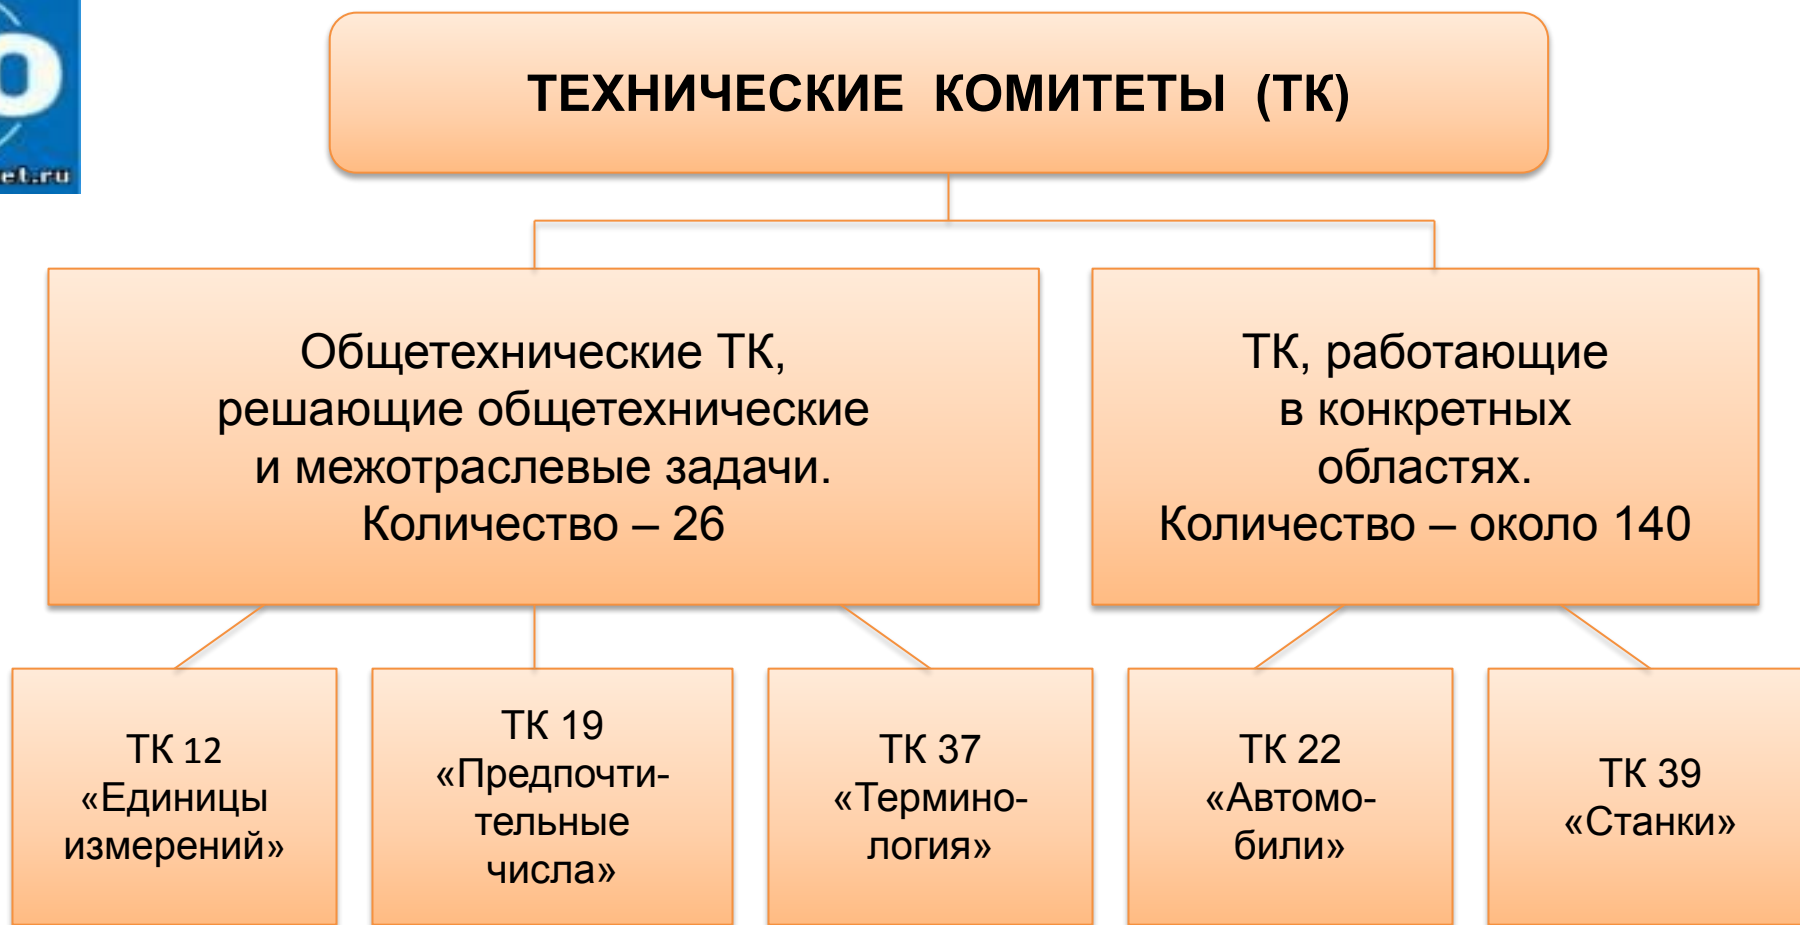 et.ru
ТЕХНИЧЕСКИЕ КОМИТЕТЫ (ТК)
Общетехнические ТК,
решающие общетехнические
и межотраслевые задачи.
Количество – 26
ТК, работающие
в конкретных
областях.
Количество – около 140
ТК 12
«Единицы
измерений»
ТК 19
«Предпочти-
тельные
числа»
ТК 37
«Термино-
логия»
ТК 22
«Автомо-
били»
ТК 39
«Станки»